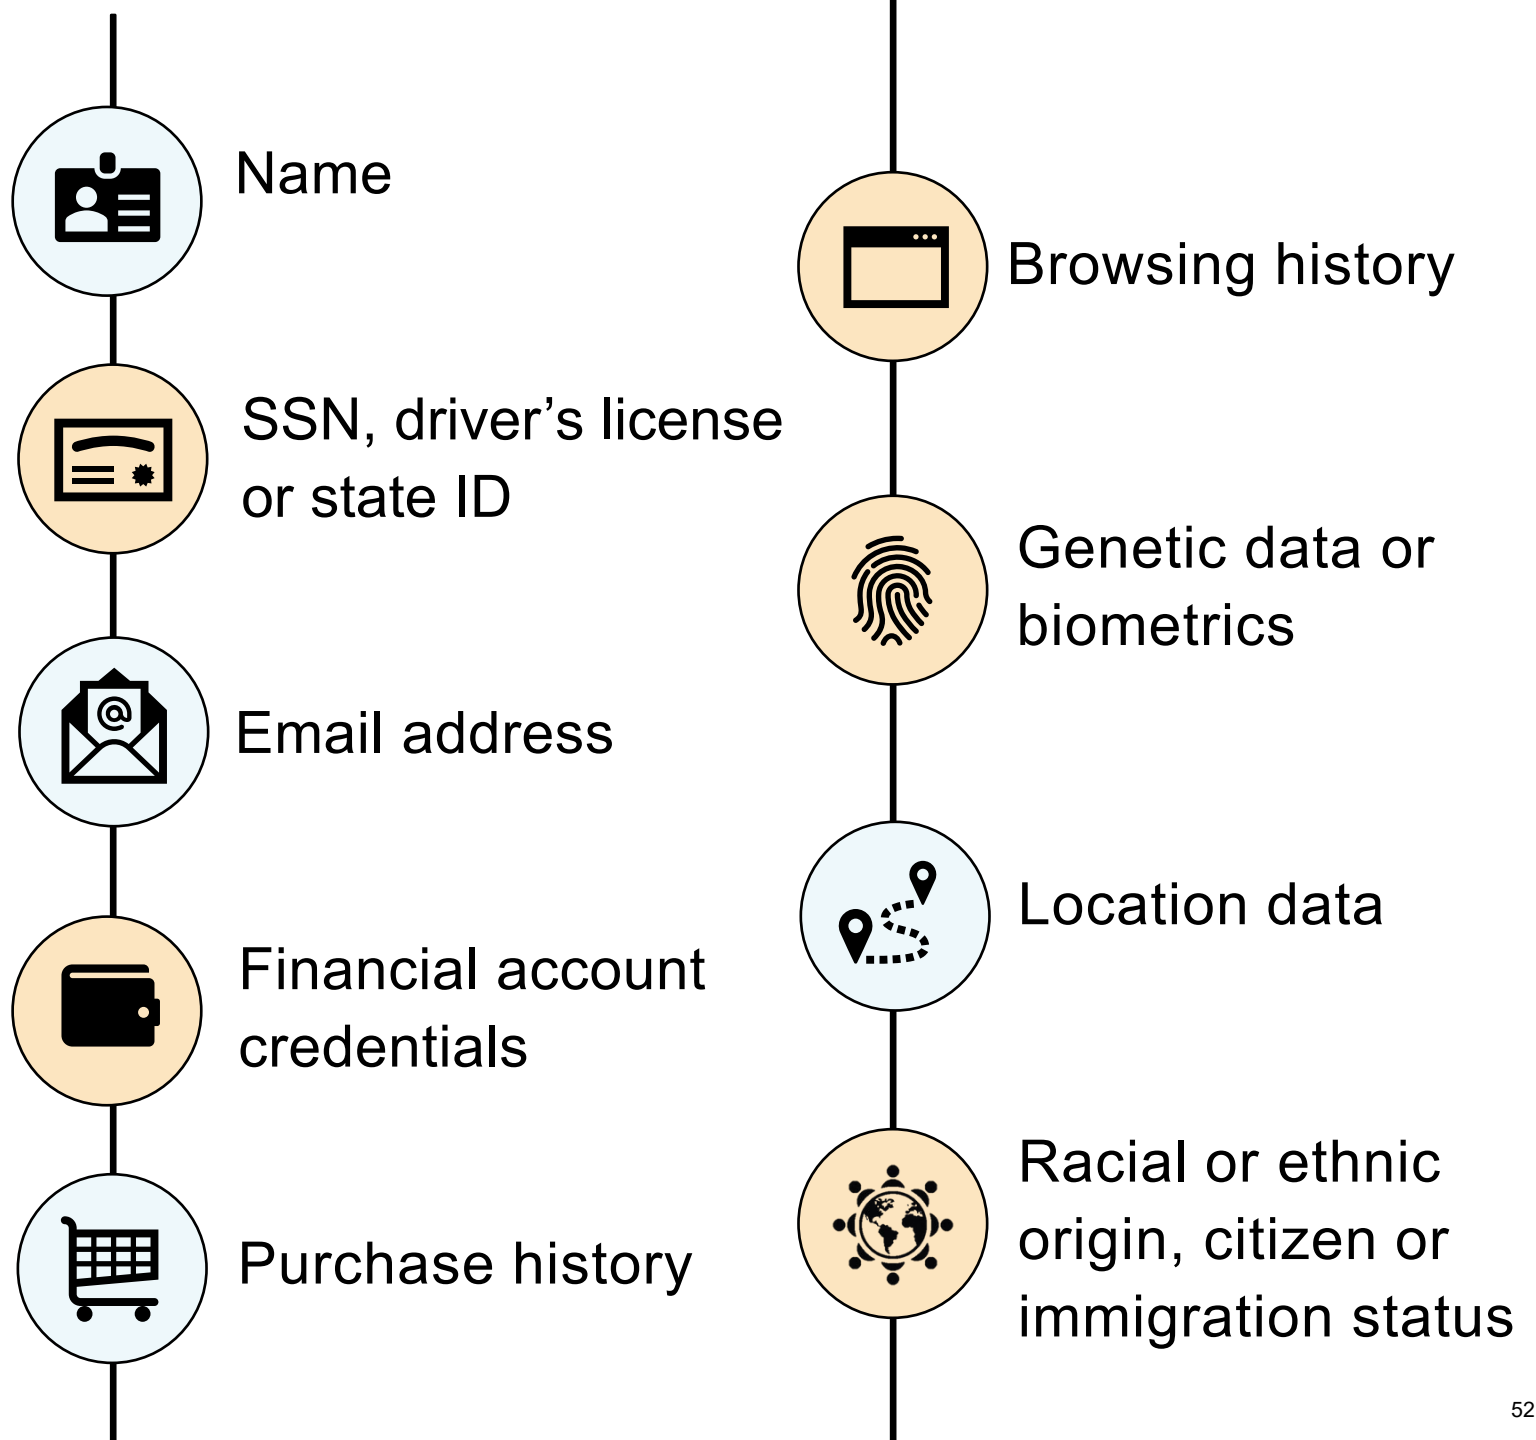 Name
SSN, driver’s license
or state ID
@
Email address
Financial account
credentials
Purchase history
Browsing history
Genetic data or
biometrics
Location data
Racial or ethnic
origin, citizen or
immigration status
52